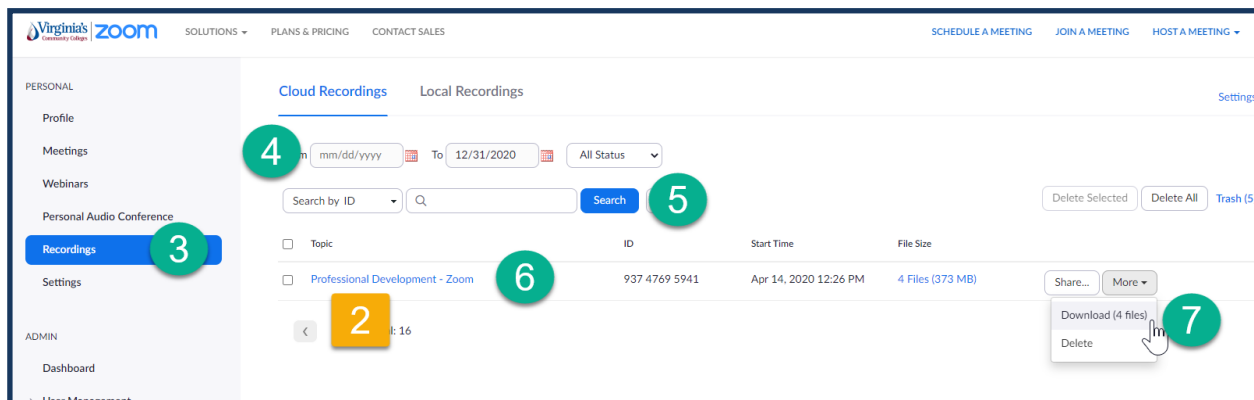 Virginia's Community Colleges zoom SOLUTIONS PLANS & PRICING CONTACT SALES SCHEDULE A MEETING JOIN A MEETING HOST A MEETING
PERSONAL
Profile
Meetings
Webinars
Personal Audio Conference
Recordings 3
Settings
ADMIN
Dashboard
Cloud Recordings Local Recordings
Settings
4 mm/dd/yyyy To 12/31/2020 All Status
Search by ID Search 5 Delete Selected Delete All Trash (5
Topic ID Start Time File Size
Professional Development - Zoom 6 937 4769 5941 Apr 14, 2020 12:26 PM 4 Files (373 MB) Share... More
2 l: 16
Download (4 files) 7
Delete